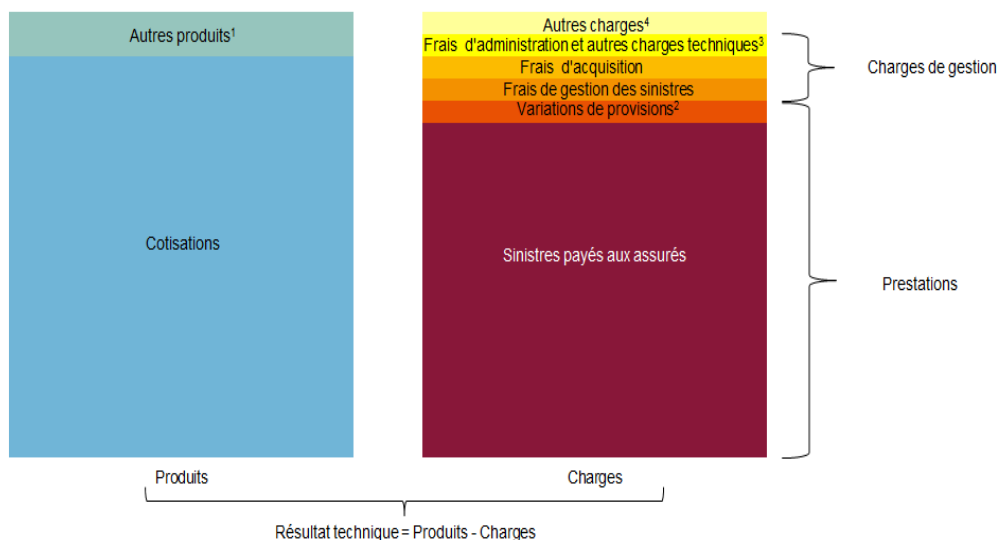 Autres produits¹
Cotisations
Produits
Autres charges⁴
Frais d'administration et autres charges techniques³
Frais d'acquisition
Frais de gestion des sinistres
Variations de provisions²
Sinistres payés aux assurés
Charges
Charges de gestion
Prestations
Résultat technique = Produits - Charges